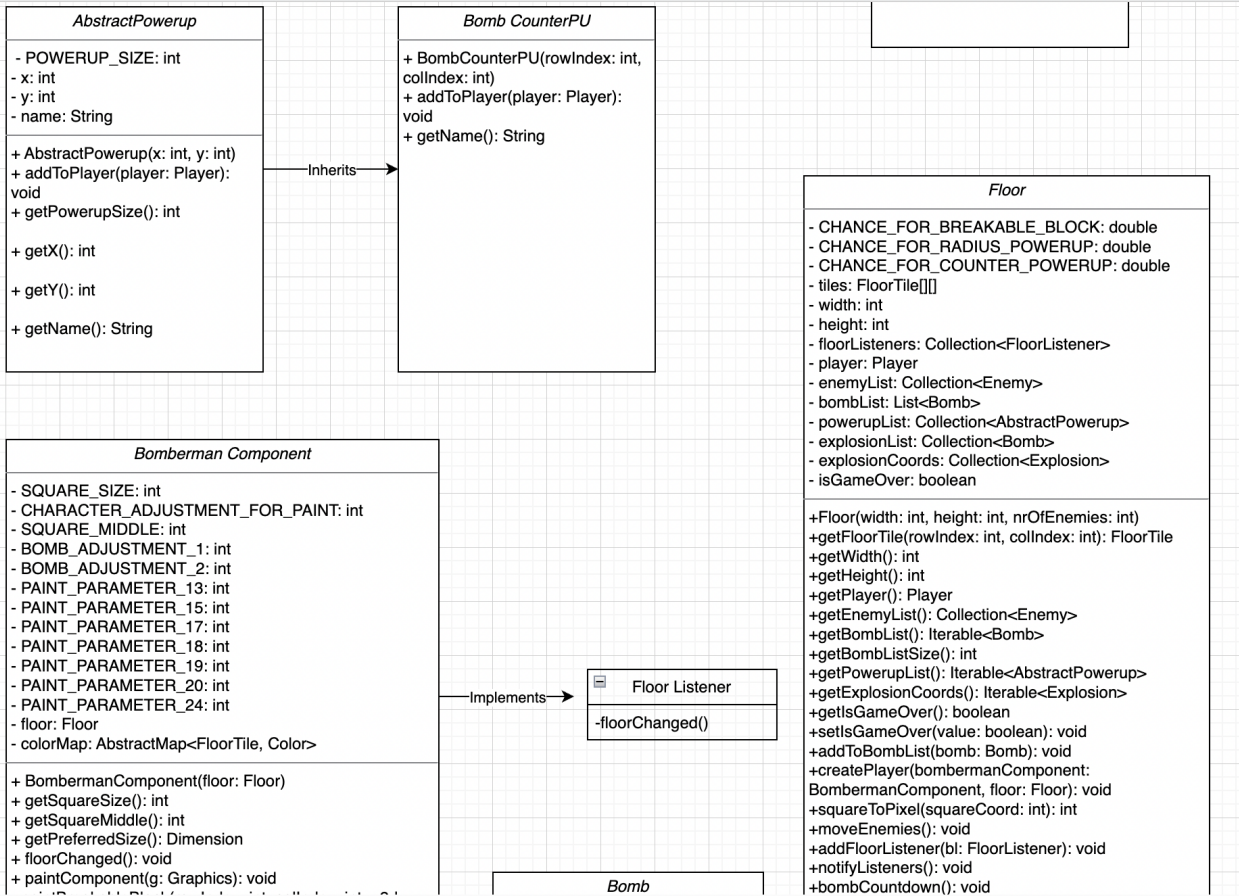 AbstractPowerup
- POWERUP_SIZE: int
- x: int
- y: int
- name: String
+ AbstractPowerup(x: int, y: int)
+ addToPlayer(player: Player):
void
+ getPowerupSize(): int
+ getX(): int
+ getY(): int
+ getName(): String
Inherits
Bomb CounterPU
+ BombCounterPU(rowIndex: int,
colIndex: int)
+ addToPlayer(player: Player):
void
+ getName(): String
Bomberman Component
- SQUARE_SIZE: int
- CHARACTER_ADJUSTMENT_FOR_PAINT: int
- SQUARE_MIDDLE: int
- BOMB_ADJUSTMENT_1: int
- BOMB_ADJUSTMENT_2: int
- PAINT_PARAMETER_13: int
- PAINT_PARAMETER_15: int
- PAINT_PARAMETER_17: int
- PAINT_PARAMETER_18: int
- PAINT_PARAMETER_19: int
- PAINT_PARAMETER_20: int
- PAINT_PARAMETER_24: int
- floor: Floor
- colorMap: AbstractMap<FloorTile, Color>
+ BombermanComponent(floor: Floor)
+ getSquareSize(): int
+ getSquareMiddle(): int
+ getPreferredSize(): Dimension
+ floorChanged(): void
+ paintComponent(g: Graphics): void
Implements
Floor Listener
-floorChanged()
Bomb
Floor
- CHANCE_FOR_BREAKABLE_BLOCK: double
- CHANCE_FOR_RADIUS_POWERUP: double
- CHANCE_FOR_COUNTER_POWERUP: double
- tiles: FloorTile[][]
- width: int
- height: int
- floorListeners: Collection<FloorListener>
- player: Player
- enemyList: Collection<Enemy>
- bombList: List<Bomb>
- powerupList: Collection<AbstractPowerup>
- explosionList: Collection<Bomb>
- explosionCoords: Collection<Explosion>
- isGameOver: boolean
+Floor(width: int, height: int, nrOfEnemies: int)
+getFloorTile(rowIndex: int, colIndex: int): FloorTile
+getWidth(): int
+getHeight(): int
+getPlayer(): Player
+getEnemyList(): Collection<Enemy>
+getBombList(): Iterable<Bomb>
+getBombListSize(): int
+getPowerupList(): Iterable<AbstractPowerup>
+getExplosionCoords(): Iterable<Explosion>
+getIsGameOver(): boolean
+setIsGameOver(value: boolean): void
+addToBombList(bomb: Bomb): void
+createPlayer(bombermanComponent:
BombermanComponent, floor: Floor): void
+squareToPixel(squareCoord: int): int
+moveEnemies(): void
+addFloorListener(bl: FloorListener): void
+notifyListeners(): void
+bombCountdown(): void